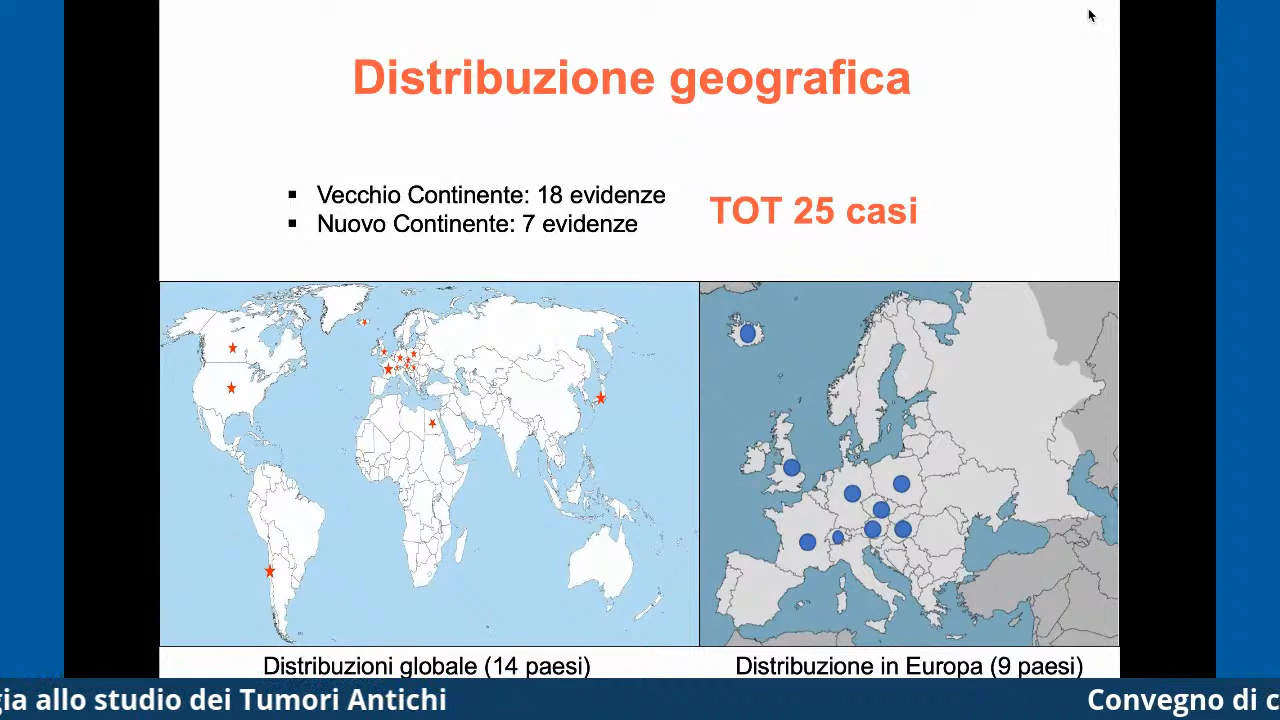 Distribuzione geografica
▪ Vecchio Continente: 18 evidenze
▪ Nuovo Continente: 7 evidenze
TOT 25 casi
Distribuzioni globale (14 paesi)
Distribuzione in Europa (9 paesi)
gia allo studio dei Tumori Antichi
Convegno di c